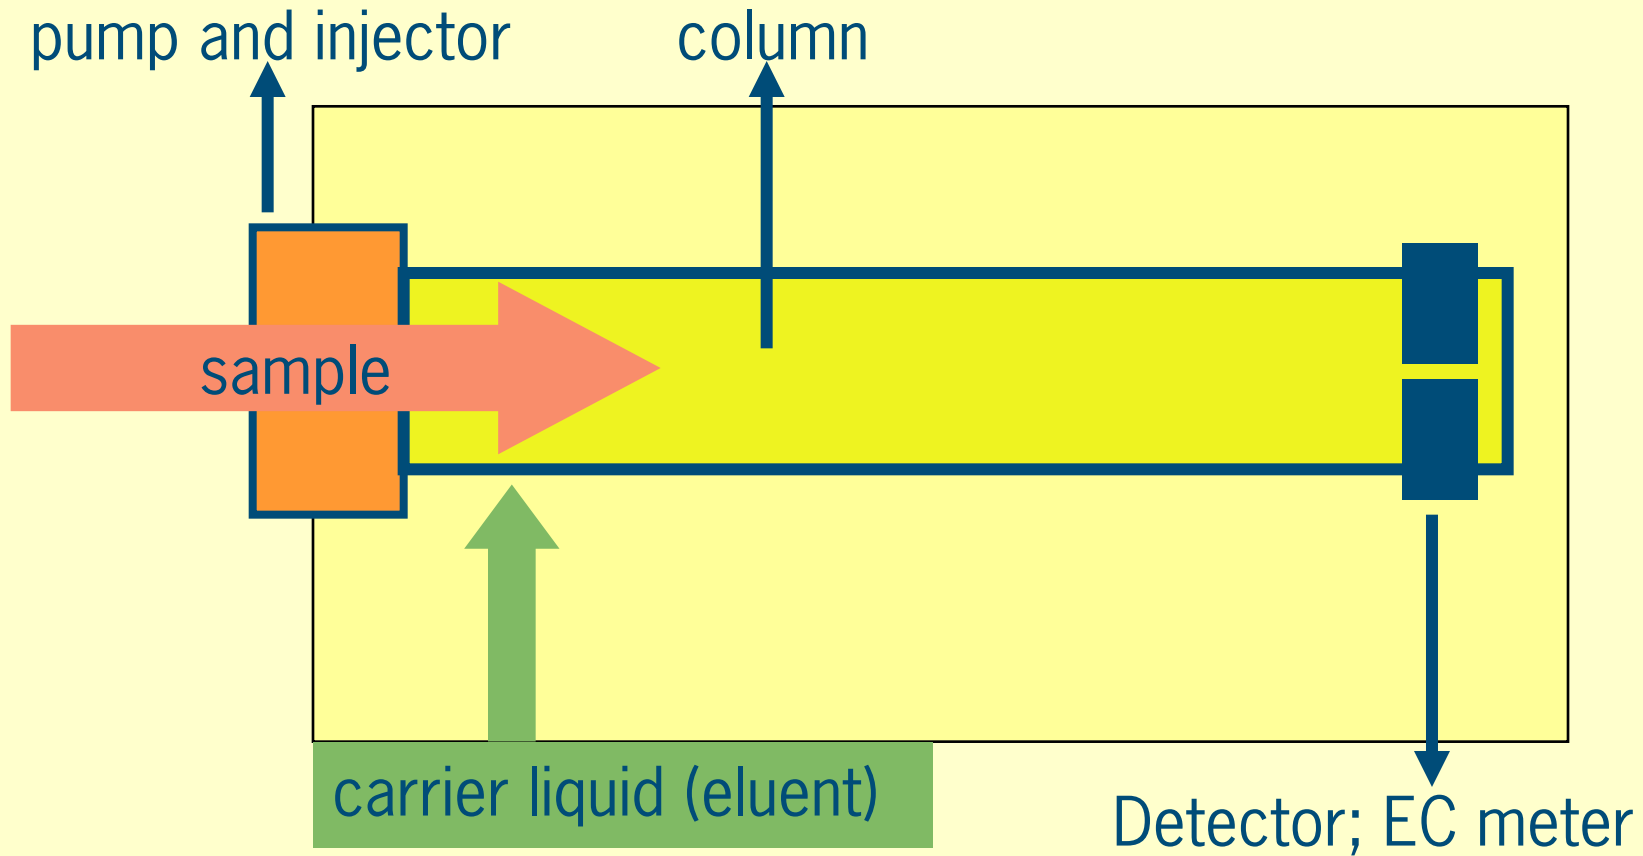 pump and injector
column
sample
carrier liquid (eluent)
Detector; EC meter